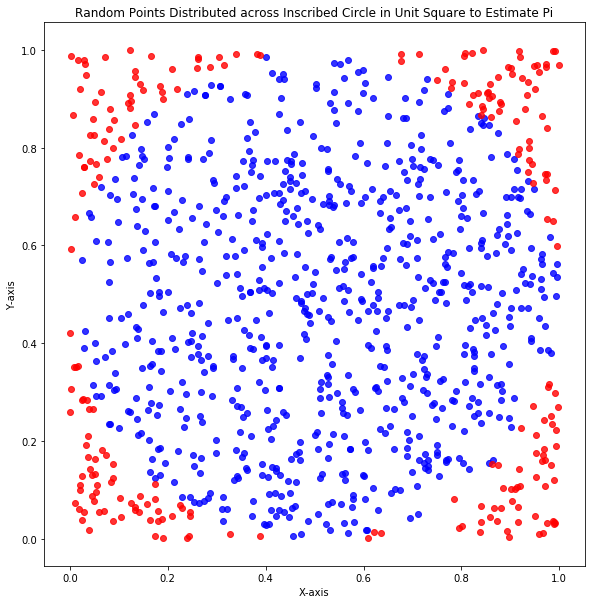 Random Points Distributed across Inscribed Circle in Unit Square to Estimate Pi
1.0
0.8
0.6
0.4
0.2
0.0
Y-axis
0.0 0.2 0.4 0.6 0.8 1.0
X-axis